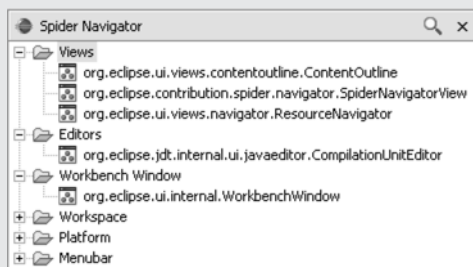 Spider Navigator
Views
org.eclipse.ui.views.contentoutline.ContentOutline
org.eclipse.contribution.spider.navigator.SpiderNavigatorView
org.eclipse.ui.views.navigator.ResourceNavigator
Editors
org.eclipse.jdt.internal.ui.javaeditor.CompilationUnitEditor
Workbench Window
org.eclipse.ui.internal.WorkbenchWindow
Workspace
Platform
Menubar